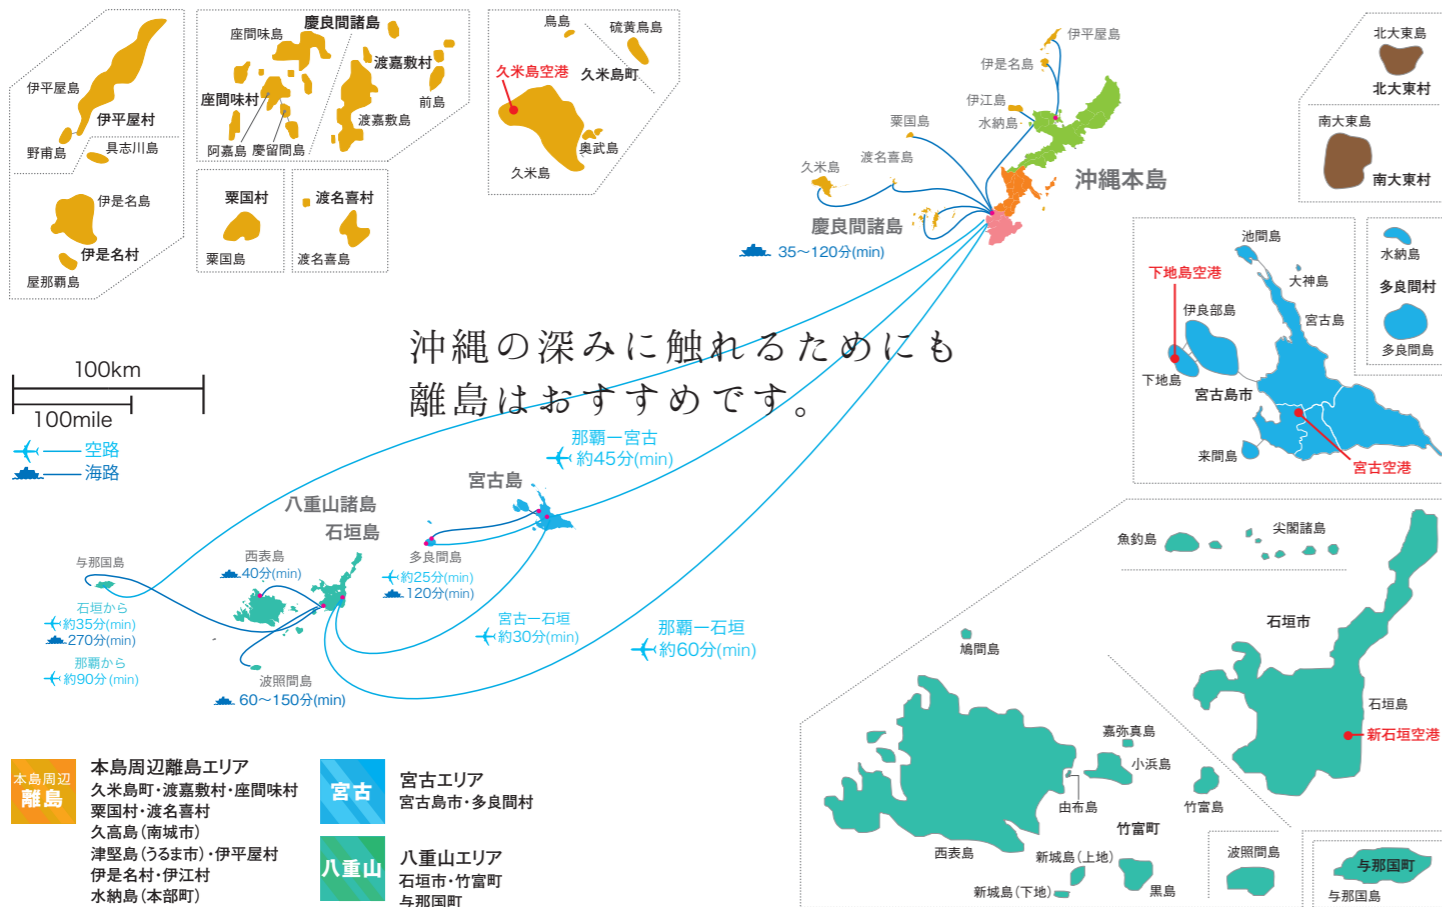 伊平屋島
伊平屋村
野甫島
具志川島
伊是名島
伊是名村
屋那覇島
慶良間諸島
座間味島
渡嘉敷村
座間味村
前島
渡嘉敷島
阿嘉島
慶留間島
粟国村
粟国島
渡名喜村
渡名喜島
鳥島
硫黄鳥島
久米島空港
久米島町
奥武島
久米島
伊平屋島
伊是名島
伊江島
水納島
粟国島
渡名喜島
久米島
沖縄本島
慶良間諸島
35～120分(min)
北大東島
北大東村
南大東島
南大東村
池間島
大神島
下地島空港
伊良部島
宮古島
下地島
宮古島市
来間島
宮古空港
水納島
多良間村
多良間島
沖縄の深みに触れるためにも
離島はおすすめです。
100km
100mile
空路
海路
那覇ー宮古
約45分(min)
宮古島
八重山諸島
石垣島
多良間島
約25分(min)
120分(min)
西表島
40分(min)
与那国島
石垣から
約35分(min)
270分(min)
那覇から
約90分(min)
波照間島
60～150分(min)
宮古ー石垣
約30分(min)
那覇ー石垣
約60分(min)
魚釣島
尖閣諸島
石垣市
石垣島
新石垣空港
鳩間島
嘉弥真島
小浜島
由布島
竹富島
竹富町
西表島
新城島(上地)
新城島(下地)
黒島
波照間島
与那国町
与那国島
本島周辺
離島
本島周辺離島エリア
久米島町・渡嘉敷村・座間味村
粟国村・渡名喜村
久高島(南城市)
津堅島(うるま市)・伊平屋村
伊是名村・伊江村
水納島(本部町)
宮古
宮古エリア
宮古島市・多良間村
八重山
八重山エリア
石垣市・竹富町
与那国町